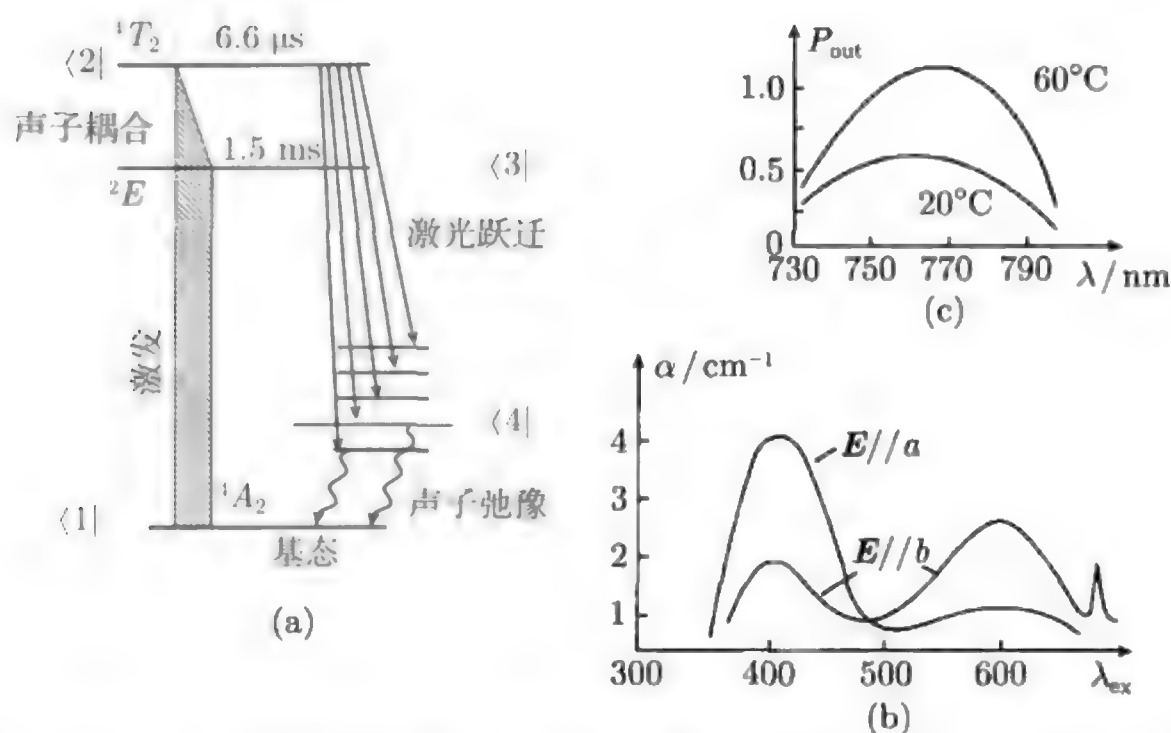 ⁴T₂ 6.6 μs
⟨2|
声子耦合
1.5 ms
²E
⟨3|
激光跃迁
激发
⟨4|
⁴A₂
声子弛豫
⟨1|
基态
(a)
P_out
1.0
60°C
0.5
20°C
0
730 750 770 790 λ/nm
(c)
α/cm⁻¹
4
E//a
3
E//b
2
1
300 400 500 600 λ_ex
(b)